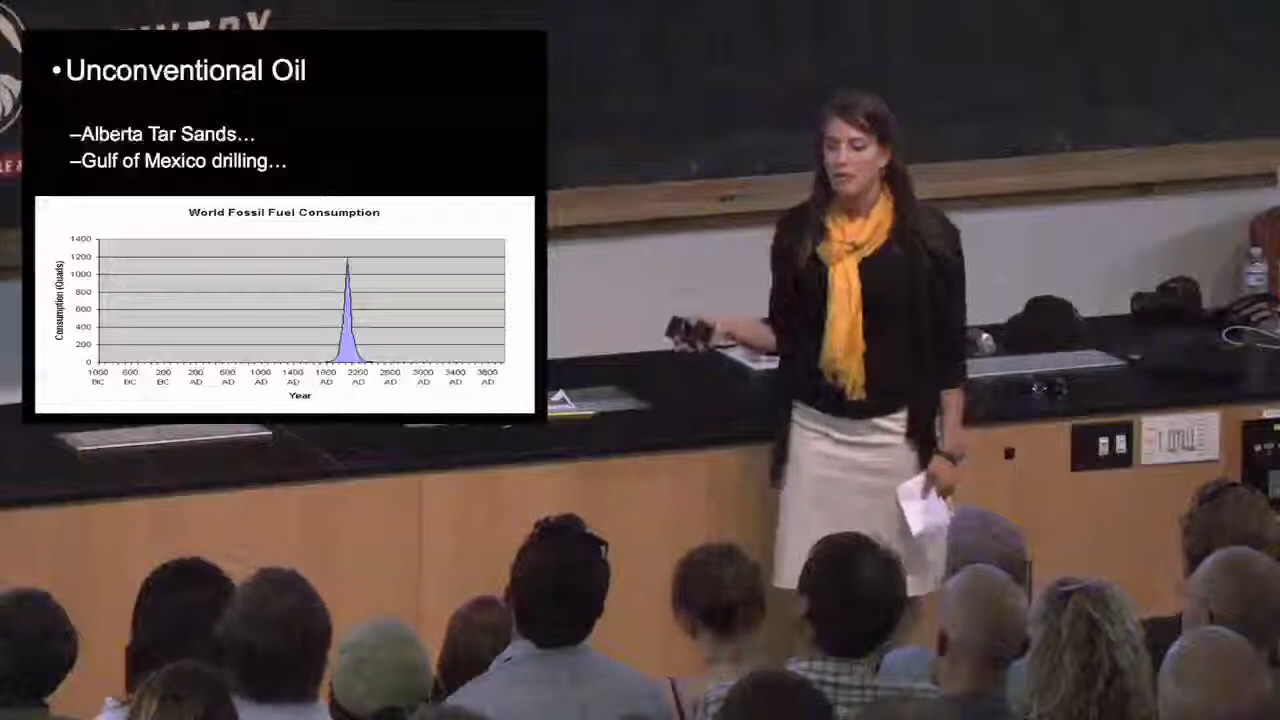 • Unconventional Oil
–Alberta Tar Sands…
–Gulf of Mexico drilling…
World Fossil Fuel Consumption
Consumption (Quads)
1400
1200
1000
800
600
400
200
0
1000 BC 600 BC 200 BC 200 AD 600 AD 1000 AD 1400 AD 1800 AD 2200 AD 2600 AD 3000 AD 3400 AD 3800 AD
Year